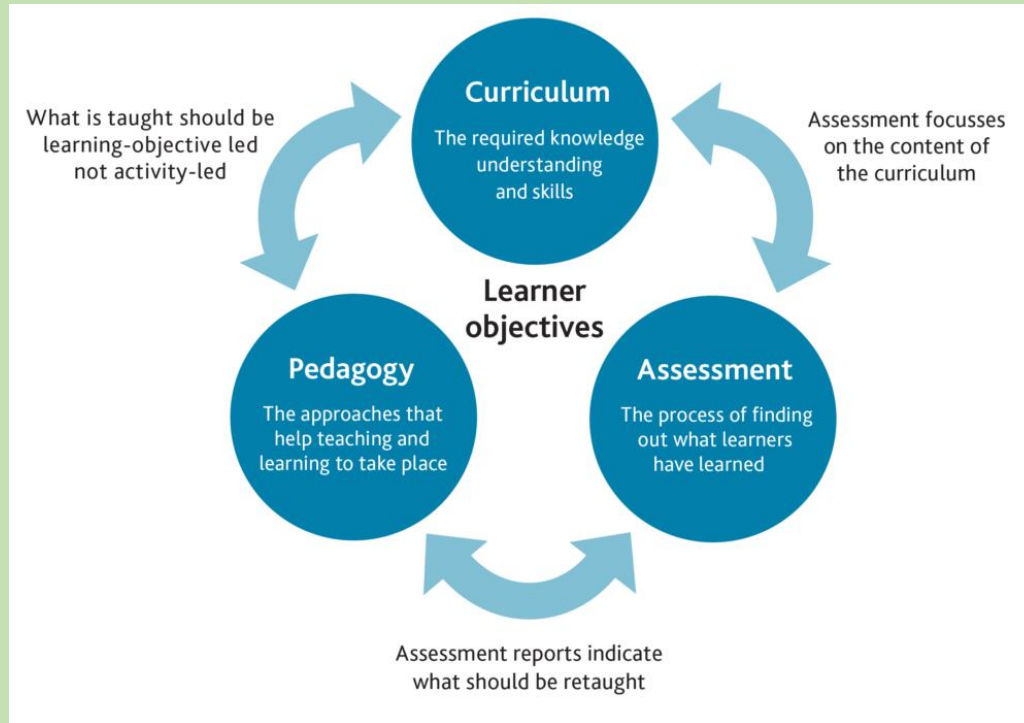 Curriculum
The required knowledge
understanding
and skills
What is taught should be
learning-objective led
not activity-led
Assessment focusses
on the content of
the curriculum
Learner
objectives
Pedagogy
The approaches that
help teaching and
learning to take place
Assessment
The process of finding
out what learners
have learned
Assessment reports indicate
what should be retaught